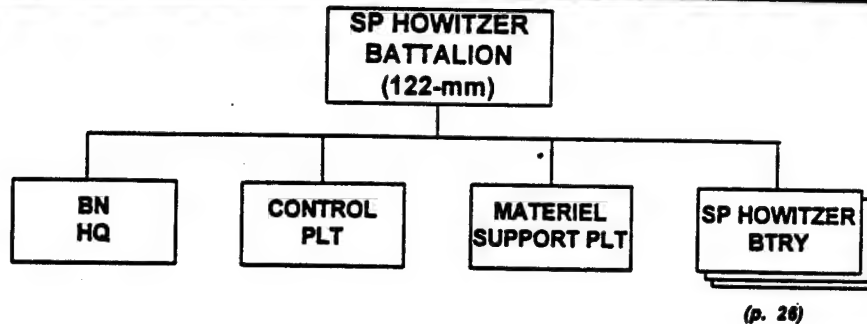 SP HOWITZER
BATTALION
(122-mm)
BN
HQ
CONTROL
PLT
MATERIEL
SUPPORT PLT
SP HOWITZER
BTRY
(p. 26)